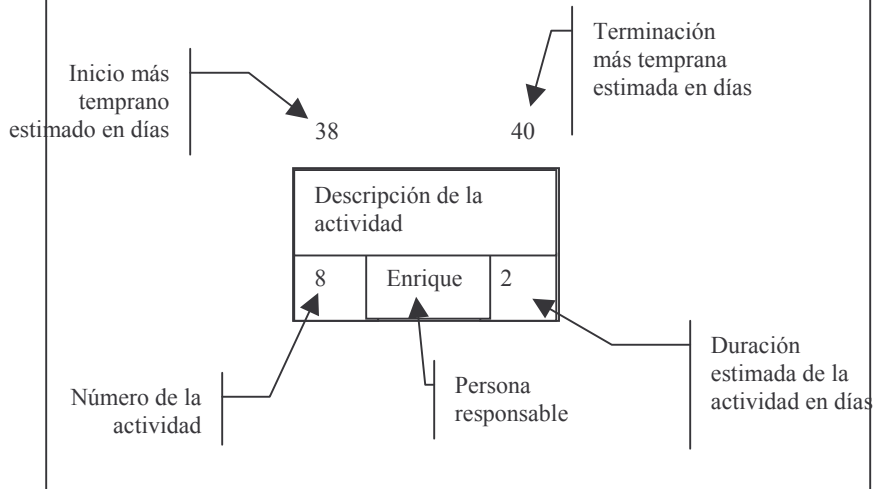 Terminación
más temprana
estimada en días
Inicio más
temprano
estimado en días
38
40
Descripción de la
actividad
8
Enrique
2
Número de la
actividad
Persona
responsable
Duración
estimada de la
actividad en días